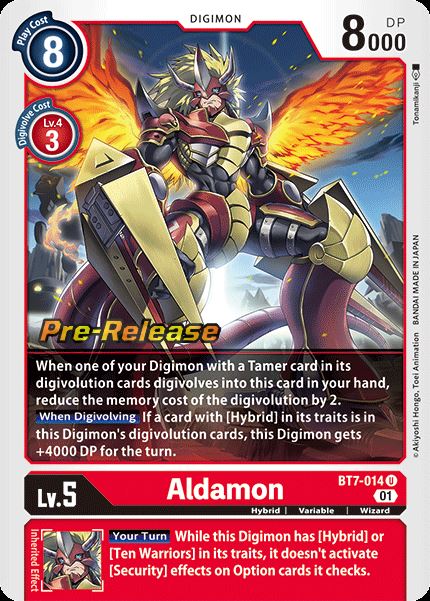 Play Cost
8
DIGIMON
DP
8000
Digivolve Cost
Lv.4
3
Tonamikanji
Pre-Release
© Akiyoshi Hongo, Toei Animation BANDAI MADE IN JAPAN
When one of your Digimon with a Tamer card in its
digivolution cards digivolves into this card in your hand,
reduce the memory cost of the digivolution by 2.
When Digivolving If a card with [Hybrid] in its traits is in
this Digimon's digivolution cards, this Digimon gets
+4000 DP for the turn.
Lv.5
Aldamon
BT7-014 U
01
Hybrid | Variable | Wizard
Inherited Effect
Your Turn While this Digimon has [Hybrid] or
[Ten Warriors] in its traits, it doesn't activate
[Security] effects on Option cards it checks.